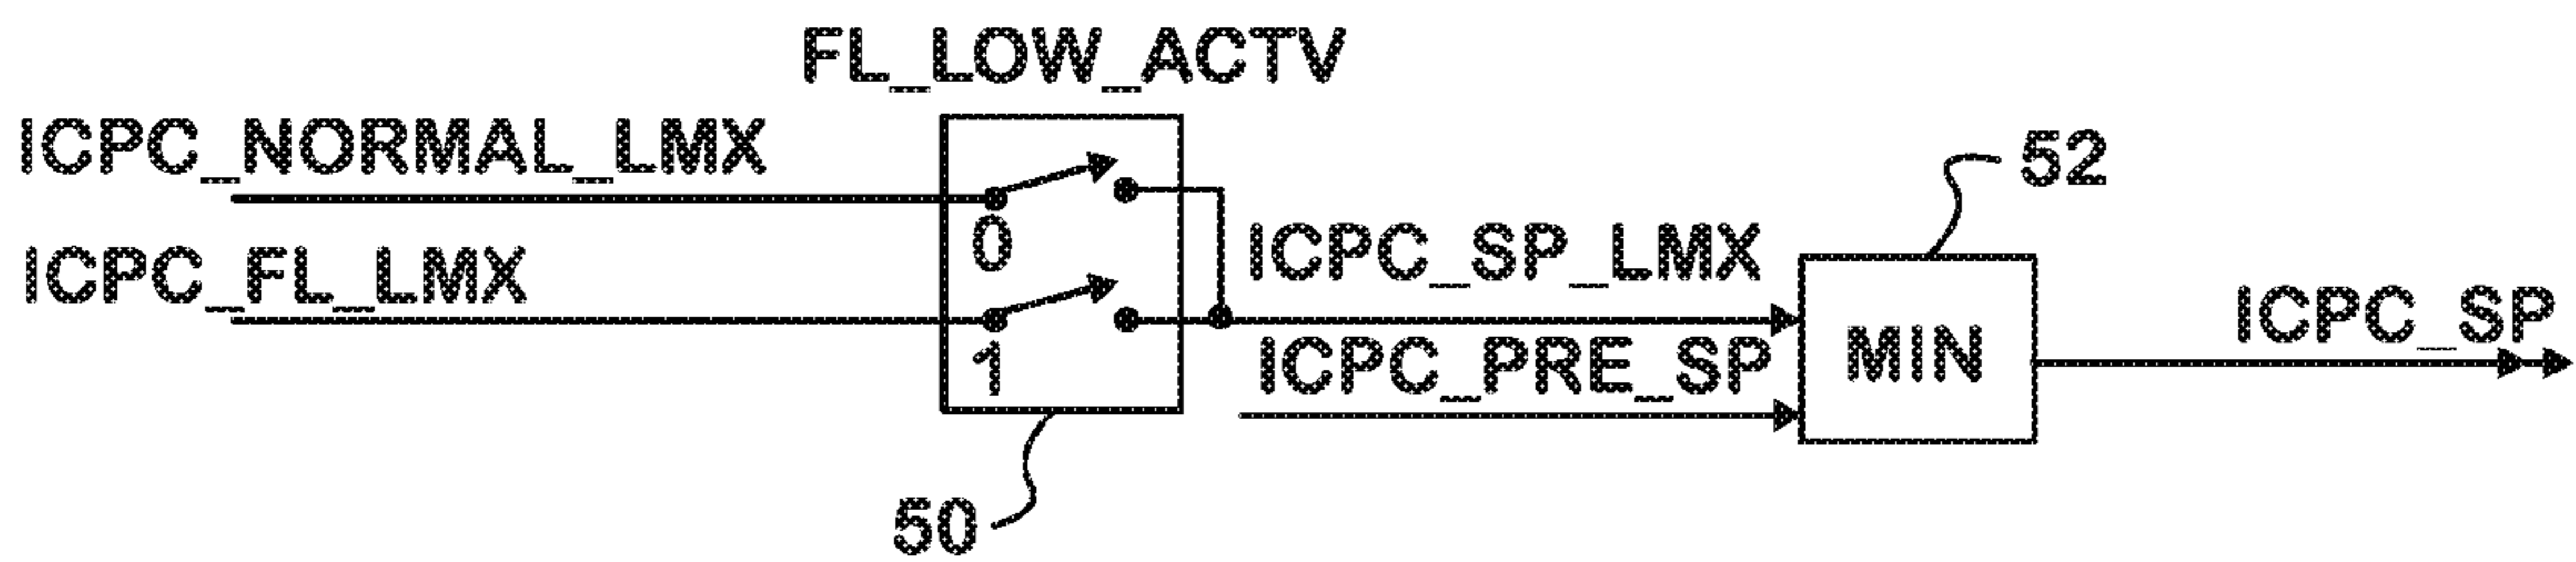 FL_LOW_ACTV
ICPC_NORMAL_LMX
52
0
ICPC_SP_LMX
ICPC_FL_LMX
ICPC_SP
MIN
1
ICPC_PRE_SP
50